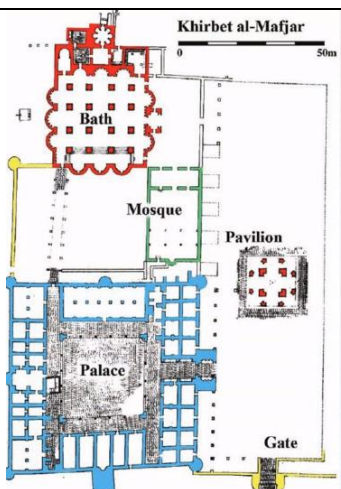 Khirbet al-Mafjar
0 50m
Bath
Mosque
Pavilion
Palace
Gate